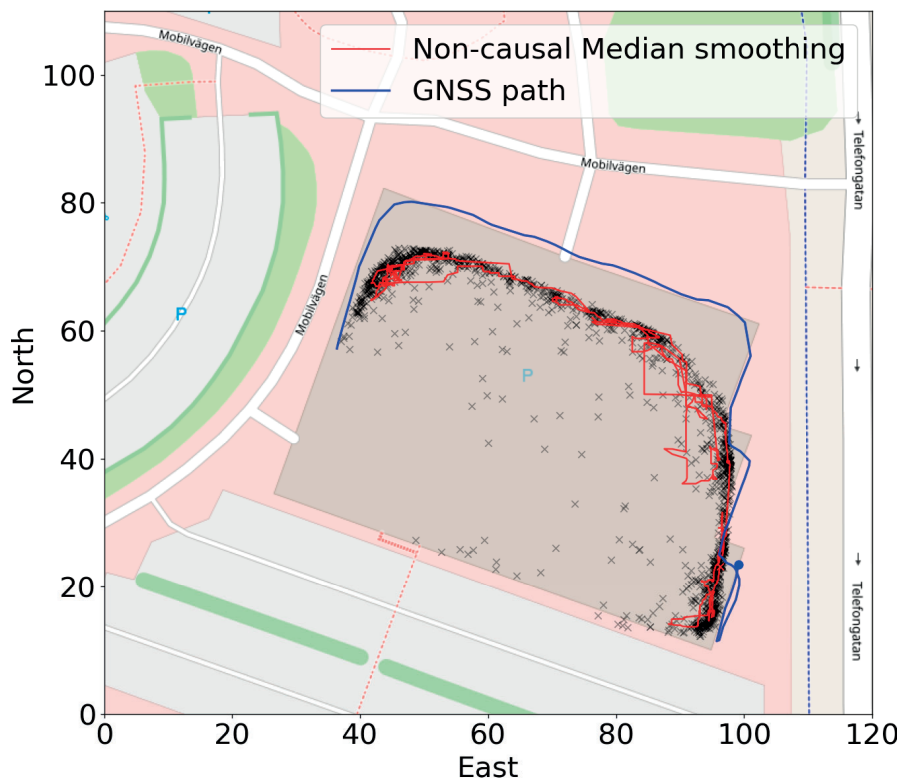 Mobilvägen
Non-causal Median smoothing
GNSS path
100
Telefongatan
Mobilvägen
80
Mobilvägen
P
60
P
North
40
20
Telefongatan
0
0
20
40
60
80
100
120
East